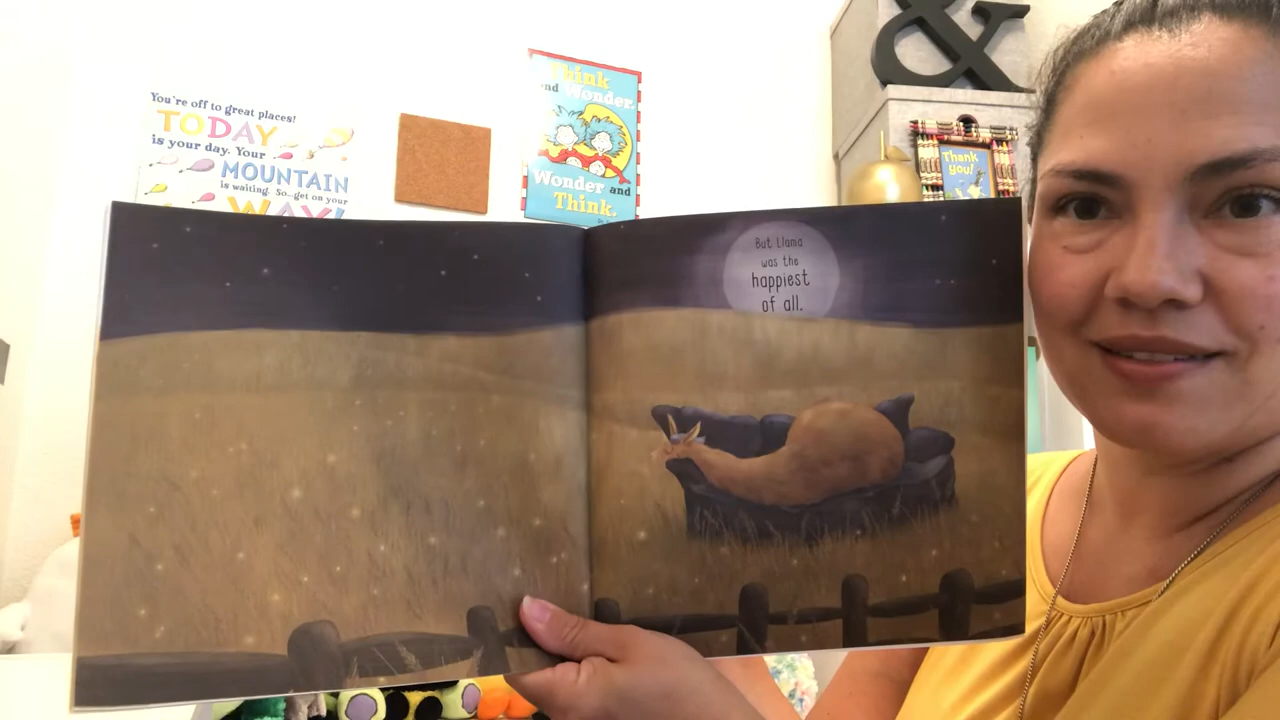 You're off to great places!
TODAY
is your day. Your
MOUNTAIN
is waiting. So...get on your
WAY!
Think
and Wonder.
Wonder and
Think.
Thank
you!
&
But Llama
was the
happiest
of all.